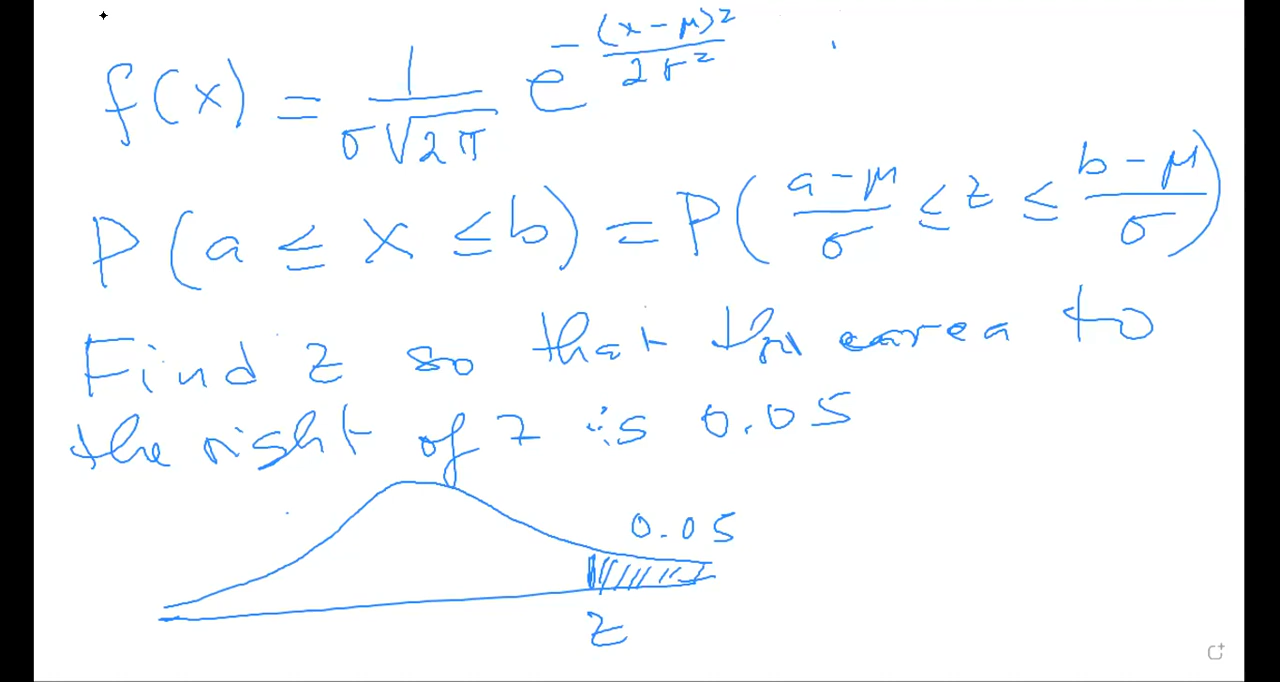 f(x) = 1/(σ√(2π)) e^(-(x-μ)²/(2σ²))
P(a ≤ x ≤ b) = P((a-μ)/σ ≤ z ≤ (b-μ)/σ)
Find z so that the area to
the right of z is 0.05
0.05
z